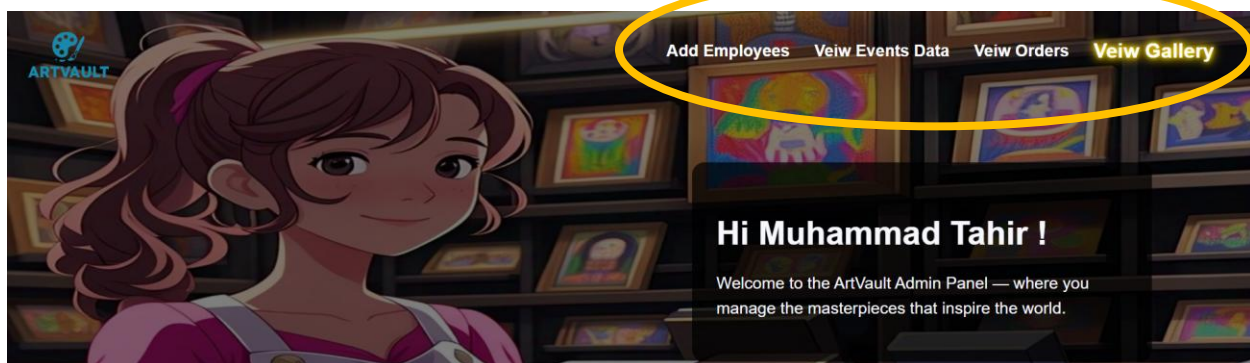 ARTVAULT
Add Employees Veiw Events Data Veiw Orders Veiw Gallery
Hi Muhammad Tahir !
Welcome to the ArtVault Admin Panel — where you
manage the masterpieces that inspire the world.